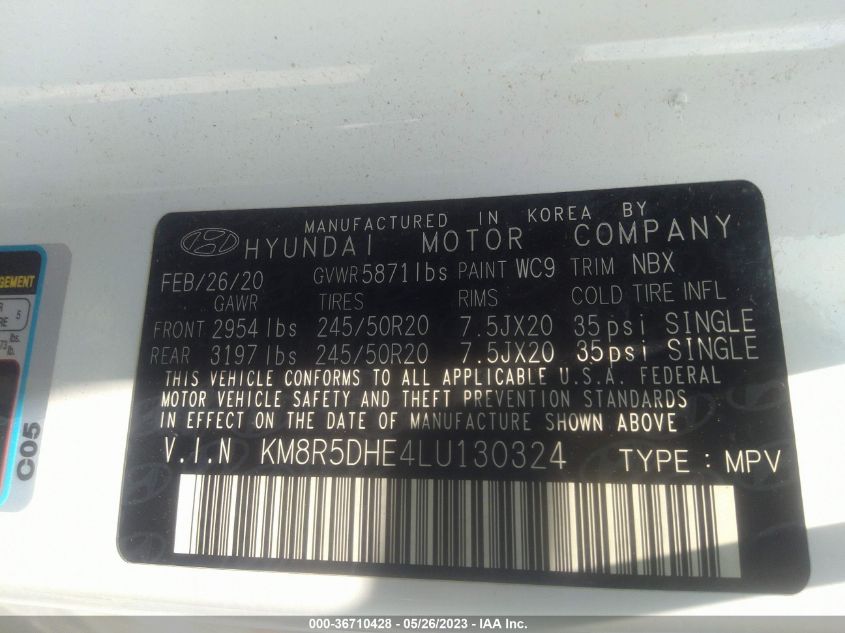 MANUFACTURED IN KOREA BY
HYUNDAI MOTOR COMPANY
FEB/26/20 GVWR 5871lbs PAINT WC9 TRIM NBX
GAWR TIRES RIMS COLD TIRE INFL
FRONT 2954 lbs 245/50R20 7.5JX20 35psi SINGLE
REAR 3197 lbs 245/50R20 7.5JX20 35psi SINGLE
THIS VEHICLE CONFORMS TO ALL APPLICABLE U.S.A. FEDERAL
MOTOR VEHICLE SAFETY AND THEFT PREVENTION STANDARDS
IN EFFECT ON THE DATE OF MANUFACTURE SHOWN ABOVE
V.I.N KM8R5DHE4LU130324 TYPE : MPV
5
lbs.
lb.
C05
000-36710428 - 05/26/2023 - IAA Inc.